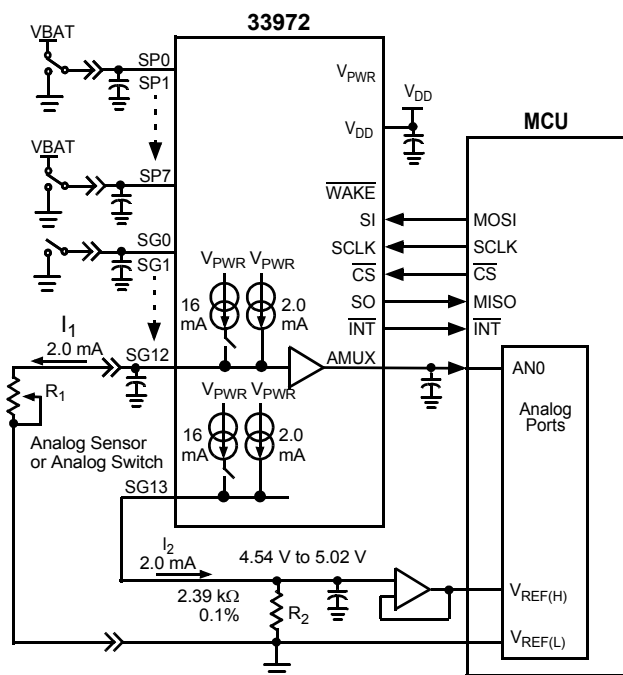 33972
MCU
VBAT
SP0
SP1
VPWR
VDD
VDD
VBAT
SP7
WAKE
SI
MOSI
SG0
SCLK
SCLK
SG1
CS
CS
VPWR VPWR
SO
MISO
16 mA
2.0 mA
INT
INT
I1
2.0 mA
SG12
AMUX
AN0
R1
VPWR VPWR
Analog Ports
Analog Sensor
or Analog Switch
16 mA
2.0 mA
SG13
I2
2.0 mA
4.54 V to 5.02 V
2.39 kΩ
0.1%
R2
VREF(H)
VREF(L)